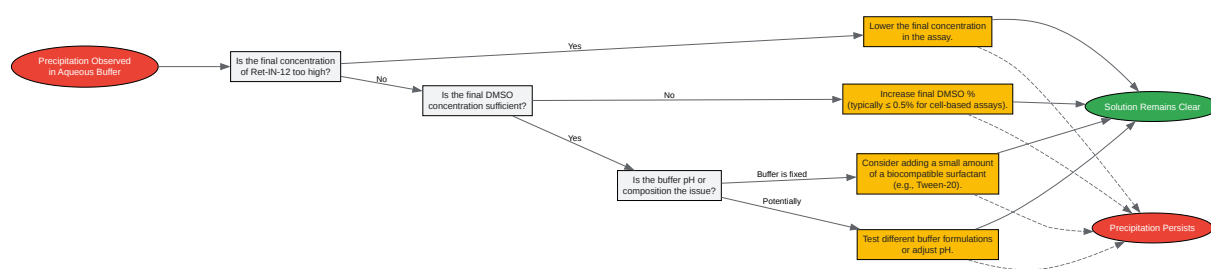 Precipitation Observed
in Aqueous Buffer
Is the final concentration
of Ret-IN-12 too high?
Yes
No
Lower the final concentration
in the assay.
Is the final DMSO
concentration sufficient?
No
Yes
Increase final DMSO %
(typically ≤ 0.5% for cell-based assays).
Is the buffer pH or
composition the issue?
Buffer is fixed
Potentially
Consider adding a small amount
of a biocompatible surfactant
(e.g., Tween-20).
Test different buffer formulations
or adjust pH.
Solution Remains Clear
Precipitation Persists